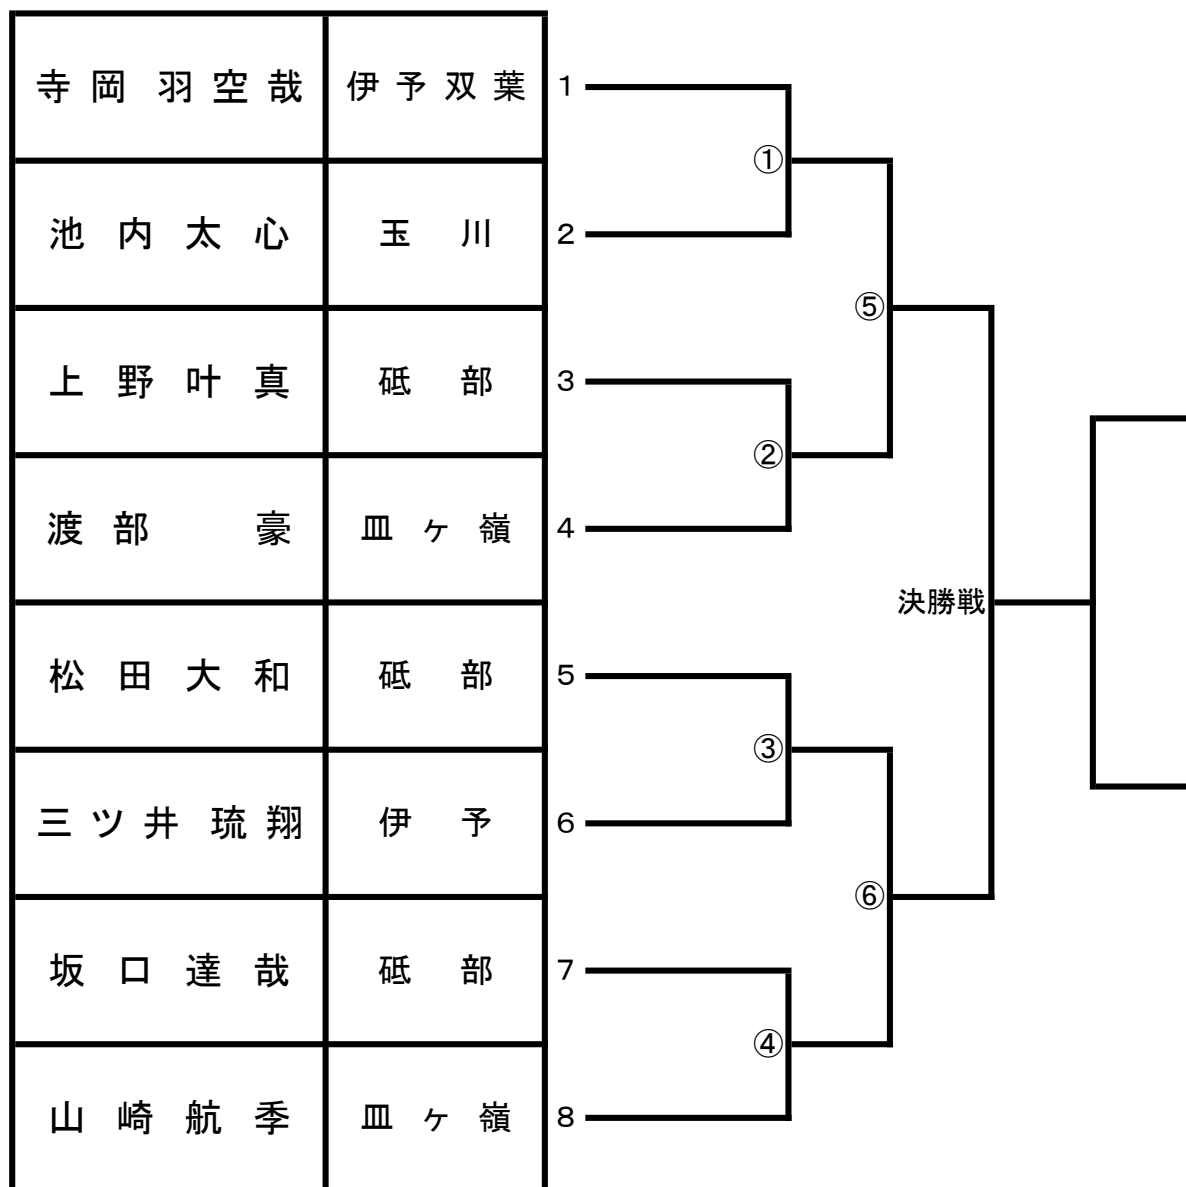 寺岡 羽空哉 伊予双葉 1
①
池内太心 玉川 2
⑤
上野叶真 砥部 3
②
渡部 豪 皿ヶ嶺 4
決勝戦
松田大和 砥部 5
③
三ツ井 琉翔 伊予 6
⑥
坂口達哉 砥部 7
④
山崎航季 皿ヶ嶺 8